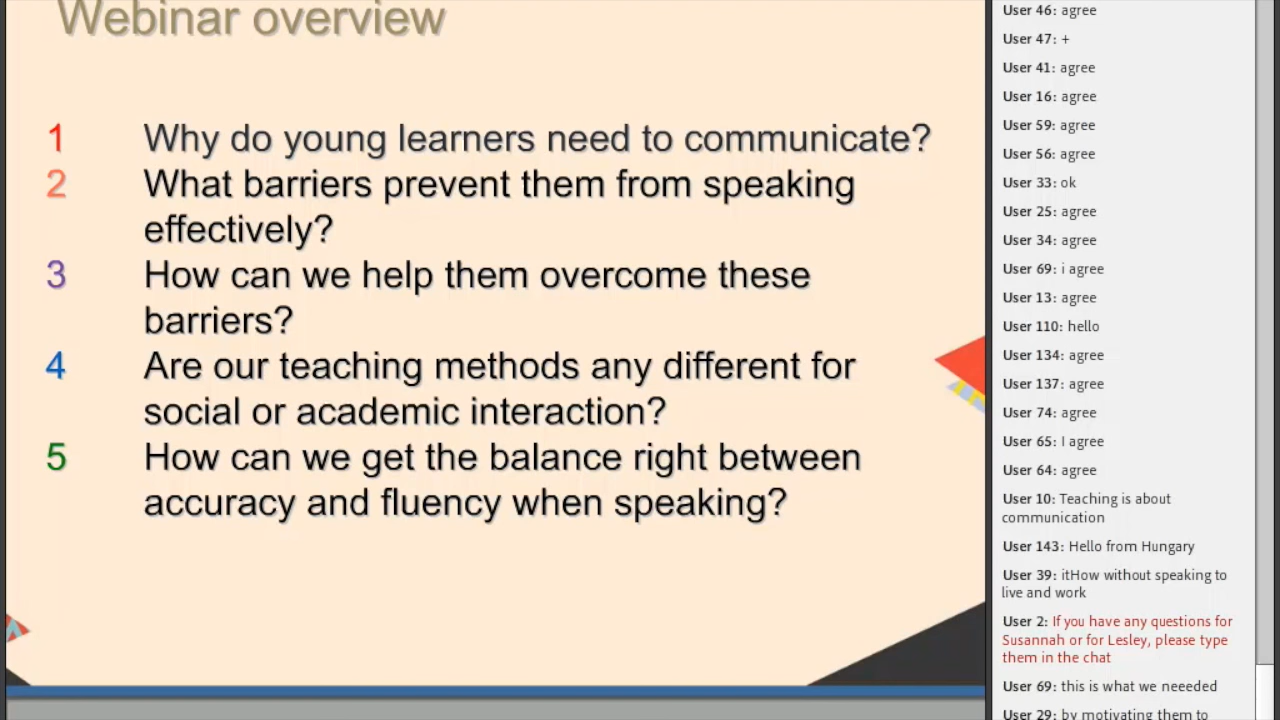 Webinar overview
1 Why do young learners need to communicate?
2 What barriers prevent them from speaking
effectively?
3 How can we help them overcome these
barriers?
4 Are our teaching methods any different for
social or academic interaction?
5 How can we get the balance right between
accuracy and fluency when speaking?
User 46: agree
User 47: +
User 41: agree
User 16: agree
User 59: agree
User 56: agree
User 33: ok
User 25: agree
User 34: agree
User 69: i agree
User 13: agree
User 110: hello
User 134: agree
User 137: agree
User 74: agree
User 65: I agree
User 64: agree
User 10: Teaching is about
communication
User 143: Hello from Hungary
User 39: itHow without speaking to
live and work
User 2: If you have any questions for
Susannah or for Lesley, please type
them in the chat
User 69: this is what we neeeded
User 29: by motivating them to